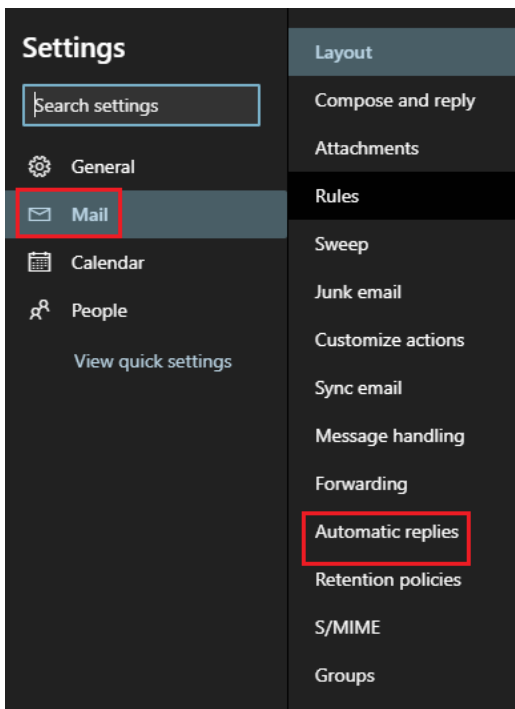 Settings
Search settings
General
Mail
Calendar
People
View quick settings
Layout
Compose and reply
Attachments
Rules
Sweep
Junk email
Customize actions
Sync email
Message handling
Forwarding
Automatic replies
Retention policies
S/MIME
Groups